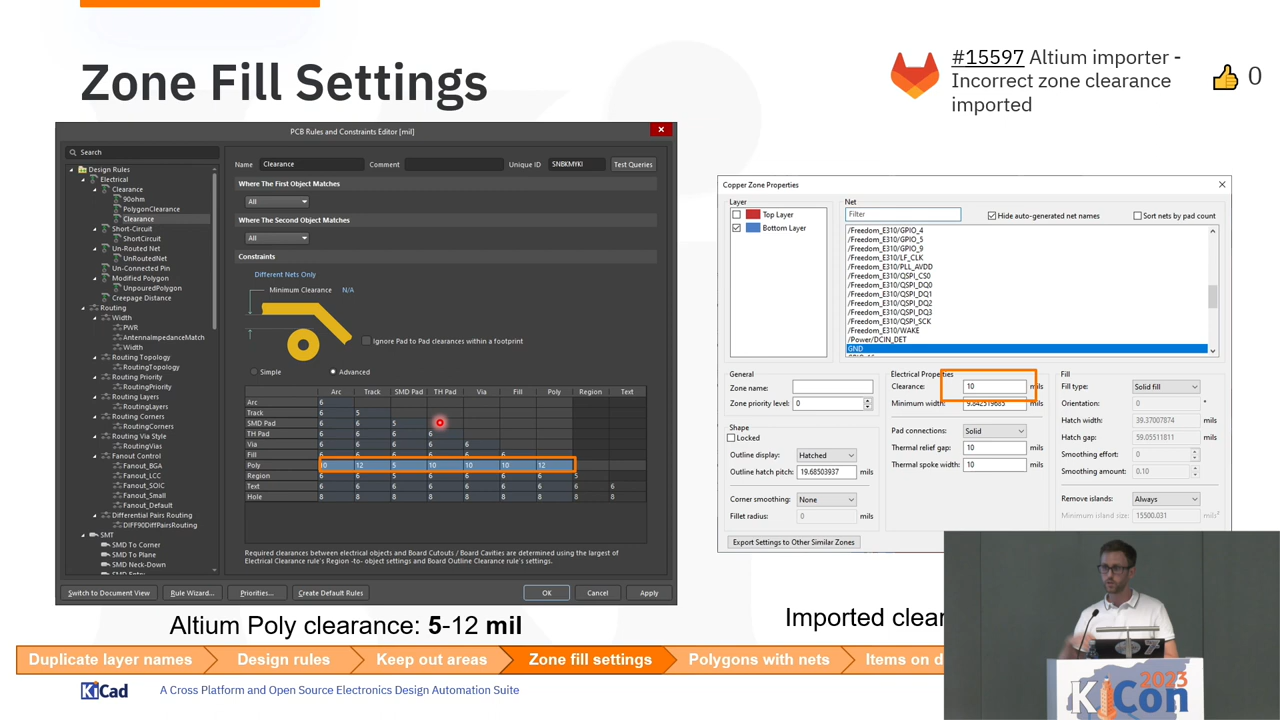 Zone Fill Settings
#15597 Altium importer -
Incorrect zone clearance
imported
0
PCB Rules and Constraints Editor [mil]
Search
Design Rules
Electrical
Clearance
90ohm
PolygonClearance
Clearance
Short-Circuit
ShortCircuit
Un-Routed Net
UnRoutedNet
Un-Connected Pin
Modified Polygon
UnpouredPolygon
Creepage Distance
Routing
Width
PWR
AntennaImpedanceMatch
Width
Routing Topology
RoutingTopology
Routing Priority
RoutingPriority
Routing Layers
RoutingLayers
Routing Corners
RoutingCorners
Routing Via Style
RoutingVias
Fanout Control
Fanout_BGA
Fanout_LCC
Fanout_SOIC
Fanout_Small
Fanout_Default
Differential Pairs Routing
DIFF90DiffPairsRouting
SMT
SMD To Corner
SMD To Plane
SMD Neck-Down
Name Clearance Comment Unique ID SNBKMYKI Test Queries
Where The First Object Matches
All
Where The Second Object Matches
All
Constraints
Different Nets Only
Minimum Clearance N/A
Ignore Pad to Pad clearances within a footprint
Simple Advanced
Arc Track SMD Pad TH Pad Via Fill Poly Region Text
Arc 6
Track 6 5
SMD Pad 6 6 5
TH Pad 6 6 6 6
Via 6 6 6 6 6
Fill 6 6 6 6 6 6
Poly 10 12 5 10 10 10 12
Region 6 6 5 6 6 6 6 5
Text 6 6 6 6 6 6 6 6 6
Hole 8 8 8 8 8 8 8 8 8
Required clearances between electrical objects and Board Cutouts / Board Cavities are determined using the largest of
Electrical Clearance rule's Region -to- object settings and Board Outline Clearance rule's settings.
Switch to Document View Rule Wizard... Priorities... Create Default Rules OK Cancel Apply
Altium Poly clearance: 5-12 mil
Copper Zone Properties
Layer
Top Layer
Bottom Layer
Net
Filter
Hide auto-generated net names
Sort nets by pad count
/Freedom_E310/GPIO_4
/Freedom_E310/GPIO_5
/Freedom_E310/GPIO_9
/Freedom_E310/LF_CLK
/Freedom_E310/PLL_AVDD
/Freedom_E310/QSPI_CS0
/Freedom_E310/QSPI_DQ0
/Freedom_E310/QSPI_DQ1
/Freedom_E310/QSPI_DQ2
/Freedom_E310/QSPI_DQ3
/Freedom_E310/QSPI_SCK
/Freedom_E310/WAKE
/Power/DCIN_DET
GND
General
Zone name:
Zone priority level: 0
Shape
Locked
Outline display: Hatched
Outline hatch pitch: 19.68503937 mils
Corner smoothing: None
Fillet radius: 0 mils
Export Settings to Other Similar Zones
Electrical Properties
Clearance: 10 mils
Minimum width: 9.842519685 mils
Pad connections: Solid
Thermal relief gap: 10 mils
Thermal spoke width: 10 mils
Fill
Fill type: Solid fill
Orientation: 0 °
Hatch width: 39.37007874 mils
Hatch gap: 59.05511811 mils
Smoothing effort: 0
Smoothing amount: 0.10
Remove islands: Always
Minimum island size: 15500.031 mils²
Imported clear
Duplicate layer names
Design rules
Keep out areas
Zone fill settings
Polygons with nets
Items on d
KiCad
A Cross Platform and Open Source Electronics Design Automation Suite
2023
KiCon